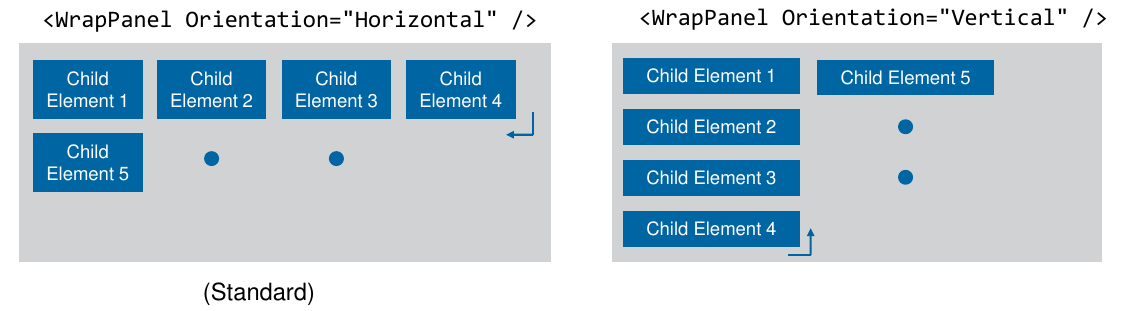 <WrapPanel Orientation="Horizontal" />
Child
Element 1
Child
Element 2
Child
Element 3
Child
Element 4
Child
Element 5
(Standard)
<WrapPanel Orientation="Vertical" />
Child Element 1
Child Element 2
Child Element 3
Child Element 4
Child Element 5